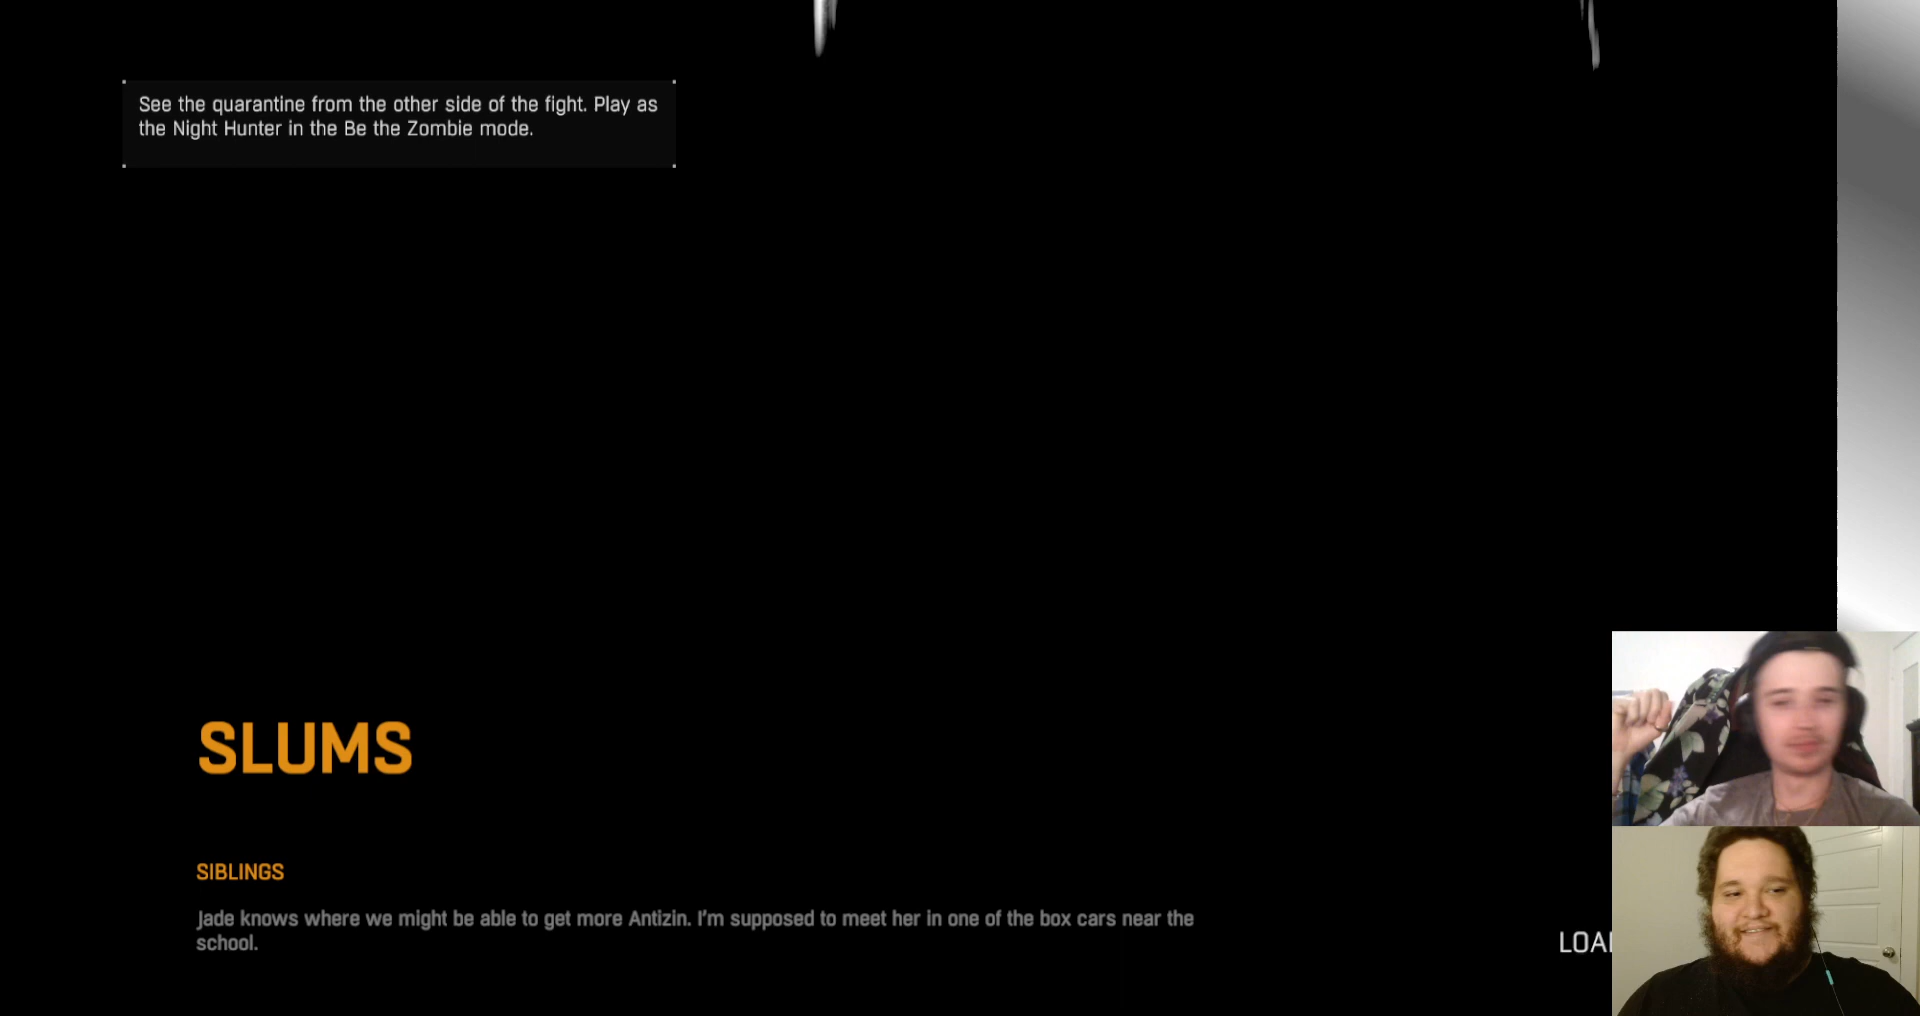 See the quarantine from the other side of the fight. Play as
the Night Hunter in the Be the Zombie mode.
SLUMS
SIBLINGS
Jade knows where we might be able to get more Antizin. I'm supposed to meet her in one of the box cars near the
school.
LOA